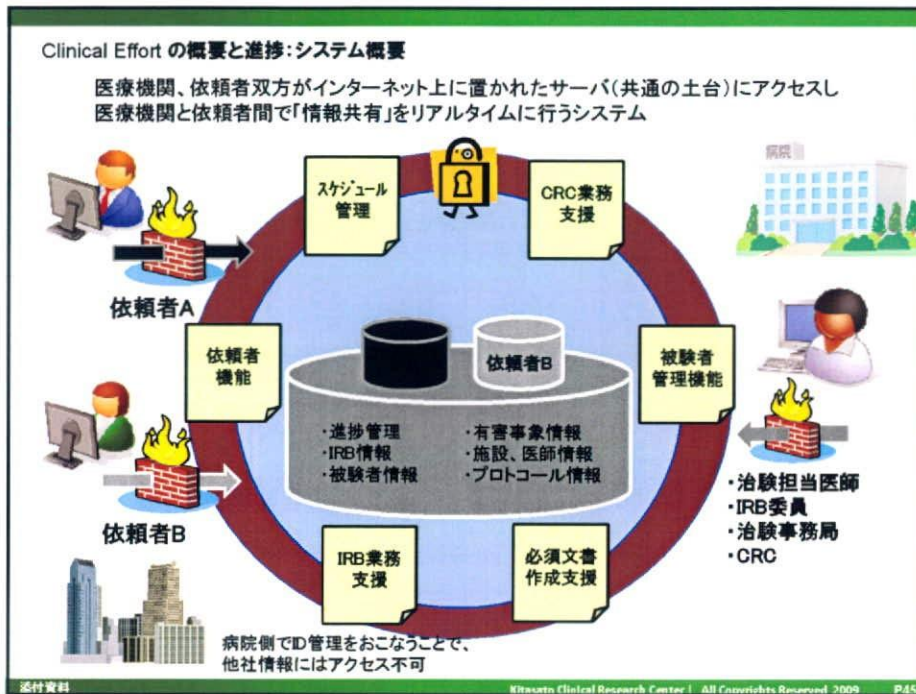 Clinical Effort の概要と進捗:システム概要
医療機関、依頼者双方がインターネット上に置かれたサーバ(共通の土台)にアクセスし
医療機関と依頼者間で「情報共有」をリアルタイムに行うシステム
スケジュール
管理
CRC業務
支援
病院
依頼者A
依頼者
機能
依頼者B
被験者
管理機能
・進捗管理
・IRB情報
・被験者情報
・有害事象情報
・施設、医師情報
・プロトコール情報
依頼者B
・治験担当医師
・IRB委員
・治験事務局
・CRC
IRB業務
支援
必須文書
作成支援
病院側でID管理をおこなうことで、
他社情報にはアクセス不可
添付資料
Kitasato Clinical Research Center | All Copyrights Reserved 2009
P45